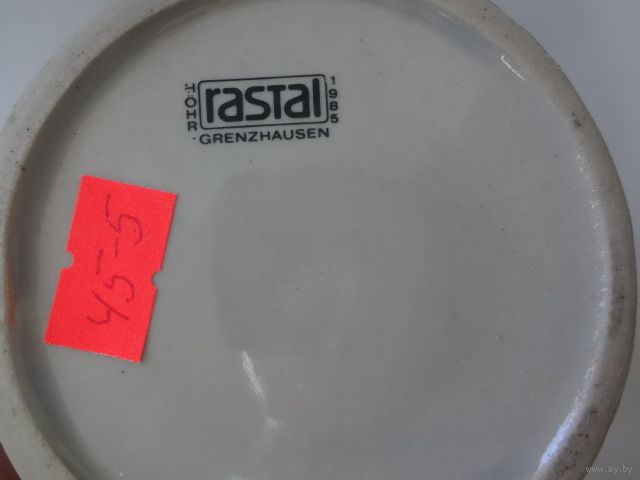 HÖHR
rastal
1985
GRENZHAUSEN
45-5
www.ay.by